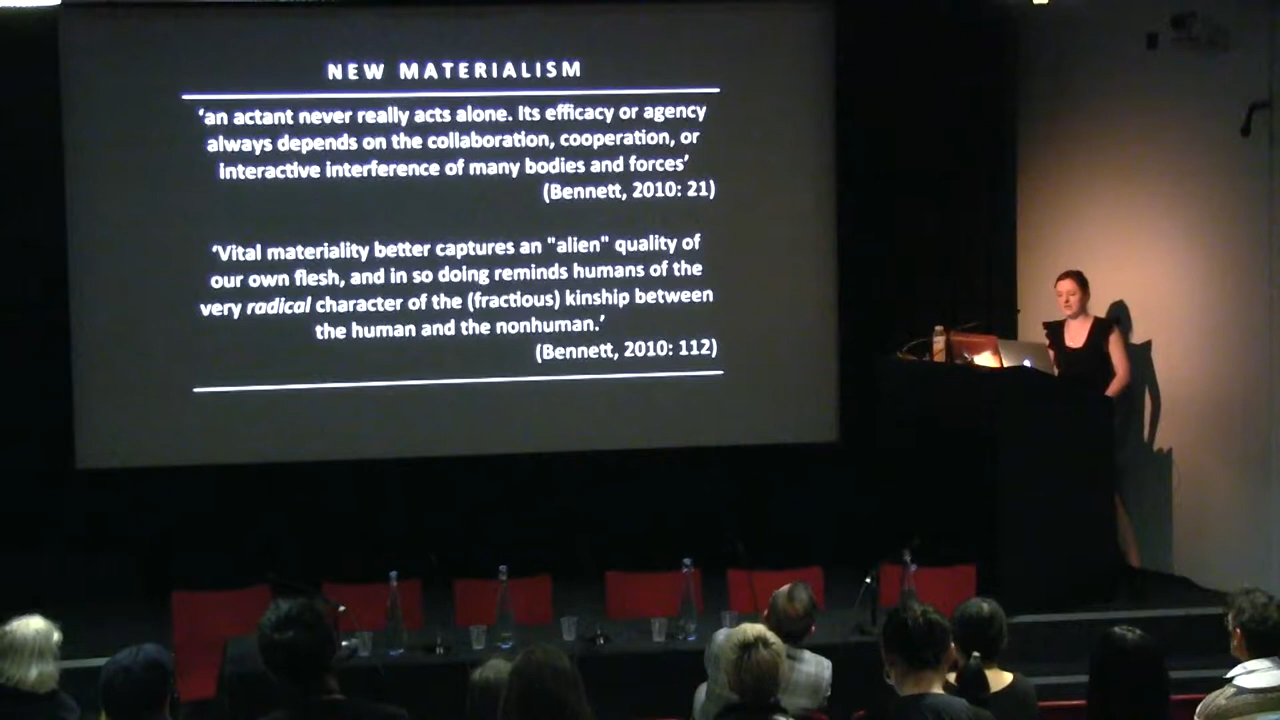 NEW MATERIALISM
‘an actant never really acts alone. Its efficacy or agency
always depends on the collaboration, cooperation, or
interactive interference of many bodies and forces’
(Bennett, 2010: 21)
‘Vital materiality better captures an "alien" quality of
our own flesh, and in so doing reminds humans of the
very radical character of the (fractious) kinship between
the human and the nonhuman.’
(Bennett, 2010: 112)